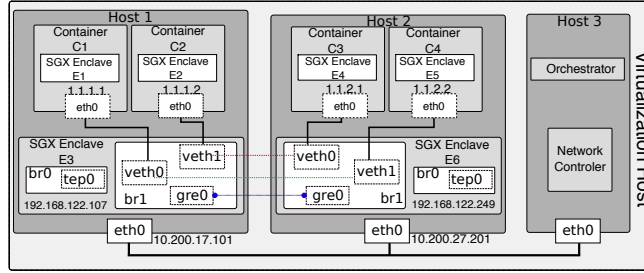 Host 1
Container
C1
SGX Enclave
E1
1.1.1.1
eth0
Container
C2
SGX Enclave
E2
1.1.1.2
eth0
SGX Enclave
E3
br0
tep0
192.168.122.107
veth0
veth1
br1
gre0
eth0
10.200.17.101
Host 2
Container
C3
SGX Enclave
E4
1.1.2.1
eth0
Container
C4
SGX Enclave
E5
1.1.2.2
eth0
veth0
veth1
gre0
br1
SGX Enclave
E6
br0
tep0
192.168.122.249
eth0
10.200.27.201
Host 3
Orchestrator
Network
Controler
eth0
Virtualization Host